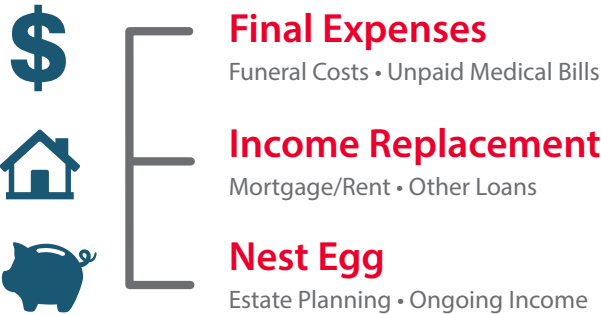 $
Final Expenses
Funeral Costs • Unpaid Medical Bills
Income Replacement
Mortgage/Rent • Other Loans
Nest Egg
Estate Planning • Ongoing Income